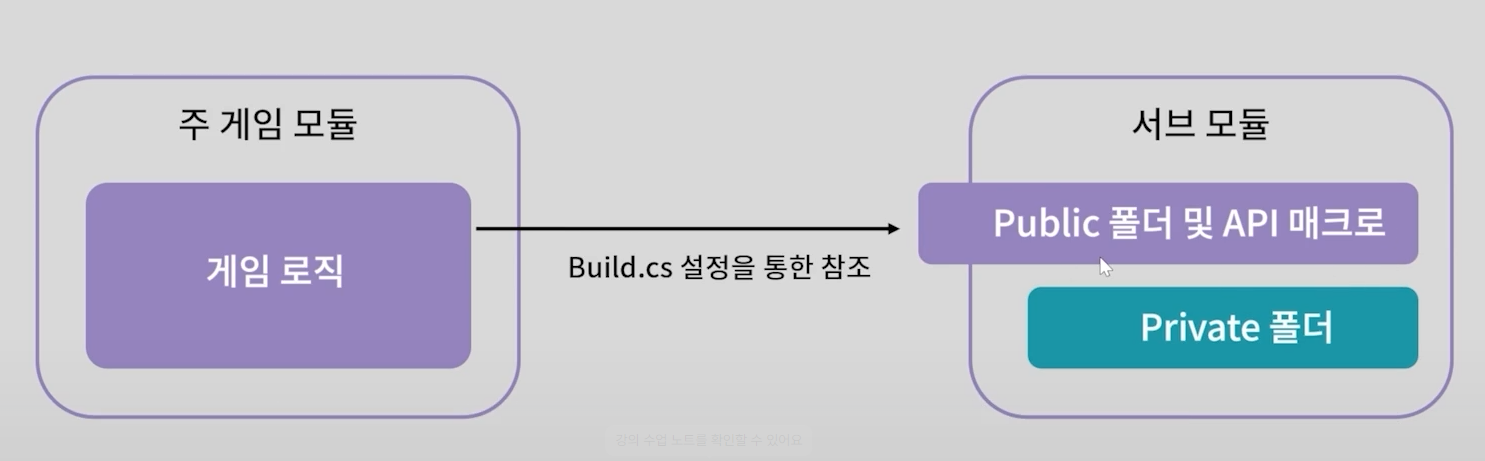 주 게임 모듈
서브 모듈
게임 로직
Build.cs 설정을 통한 참조
Public 폴더 및 API 매크로
Private 폴더
강의 수업 노트를 확인할 수 있어요